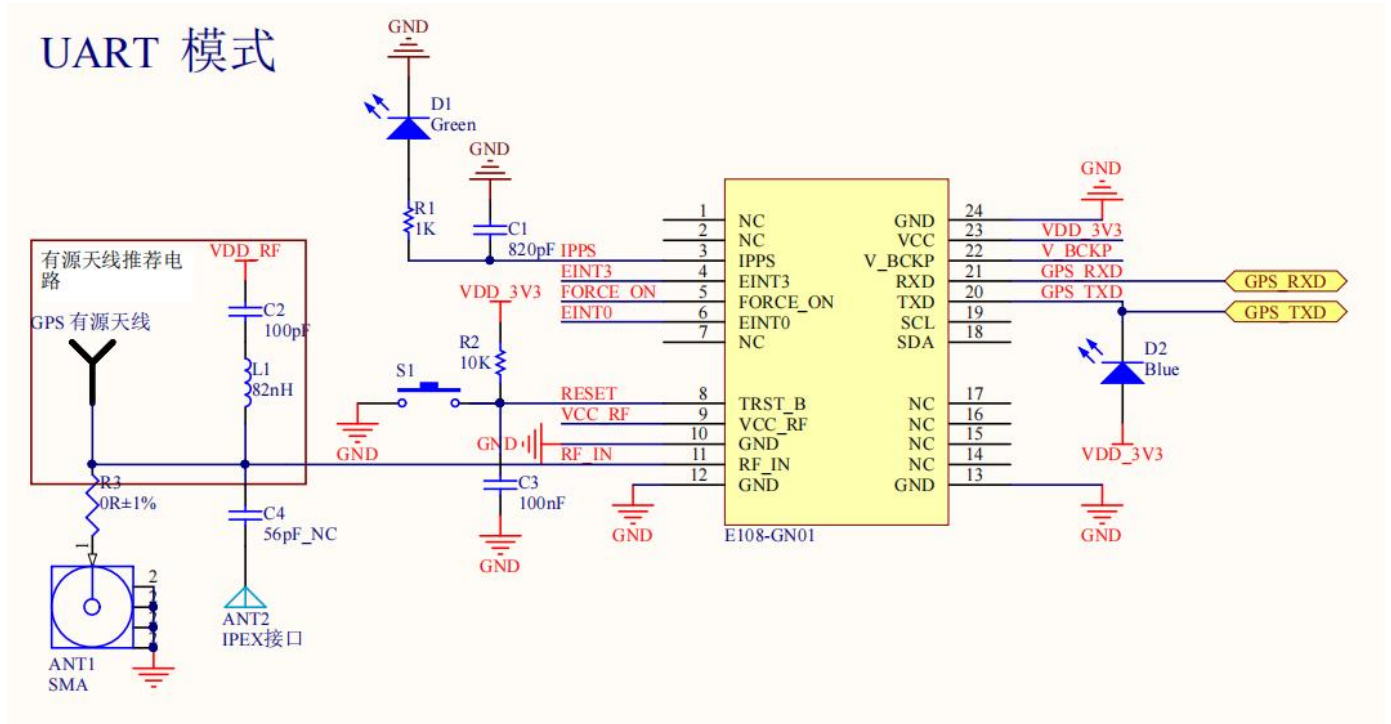 UART 模式
GND
D1
Green
GND
R1
1K
C1
820pF
IPPS
EINT3
FORCE_ON
EINT0
VDD_3V3
R2
10K
S1
GND
RESET
VCC_RF
GND
RF_IN
C3
100nF
GND
GND
有源天线推荐电
路
VDD_RF
GPS 有源天线
C2
100pF
L1
82nH
R3
0R±1%
C4
56pF_NC
1
2
2
2
2
ANT1
SMA
ANT2
IPEX接口
1 NC
2 NC
3 IPPS
4 EINT3
5 FORCE_ON
6 EINT0
7 NC
8 TRST_B
9 VCC_RF
10 GND
11 RF_IN
12 GND
GND 24
VCC 23
V_BCKP 22
RXD 21
TXD 20
SCL 19
SDA 18
NC 17
NC 16
NC 15
NC 14
GND 13
E108-GN01
GND
VDD_3V3
V_BCKP
GPS_RXD
GPS_TXD
GPS_RXD
GPS_TXD
D2
Blue
VDD_3V3
GND